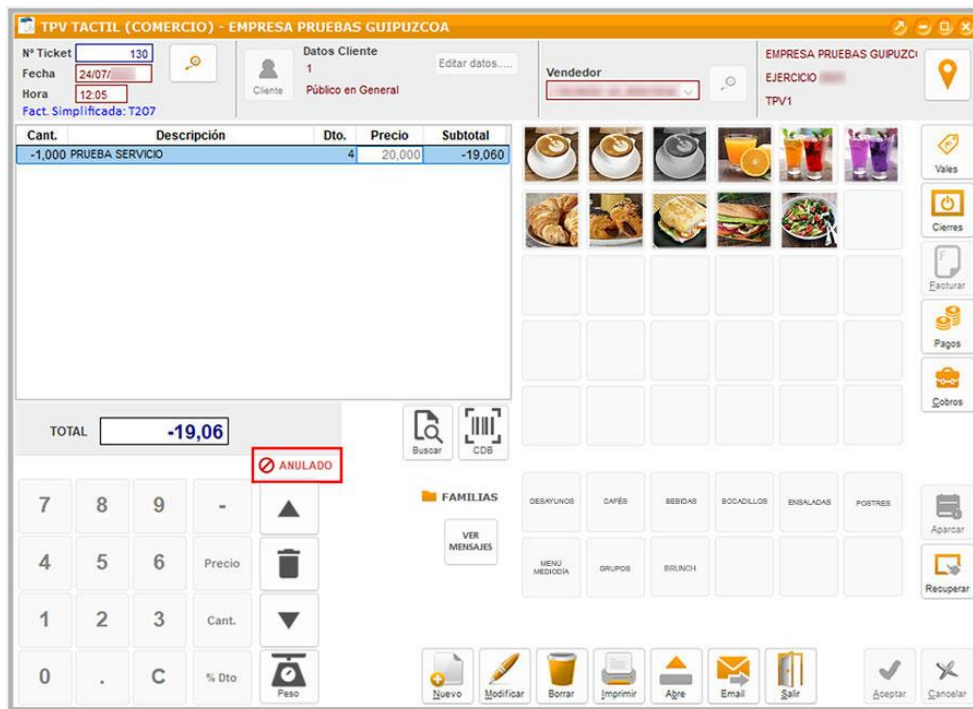 TPV TACTIL (COMERCIO) - EMPRESA PRUEBAS GUIPUZCOA
Nº Ticket 130
Fecha 24/07/
Hora 12:05
Fact. Simplificada: T207
Cliente
Datos Cliente
1
Público en General
Editar datos.....
Vendedor
EMPRESA PRUEBAS GUIPUZC
EJERCICIO
TPV1
Cant. Descripción Dto. Precio Subtotal
-1,000 PRUEBA SERVICIO 4 20,000 -19,060
Vales
Cierres
Facturar
Pagos
Cobros
TOTAL -19,06
Buscar CDB
ANULADO
7 8 9 -
4 5 6 Precio
1 2 3 Cant.
0 . C % Dto Peso
FAMILIAS
VER
MENSAJES
DESAYUNOS CAFÉS BEBIDAS BOCADILLOS ENSALADAS POSTRES
MENÚ
MEDIODÍA GRUPOS BRUNCH
Aparcar
Recuperar
Nuevo Modificar Borrar Imprimir Abre Email Salir Aceptar Cancelar